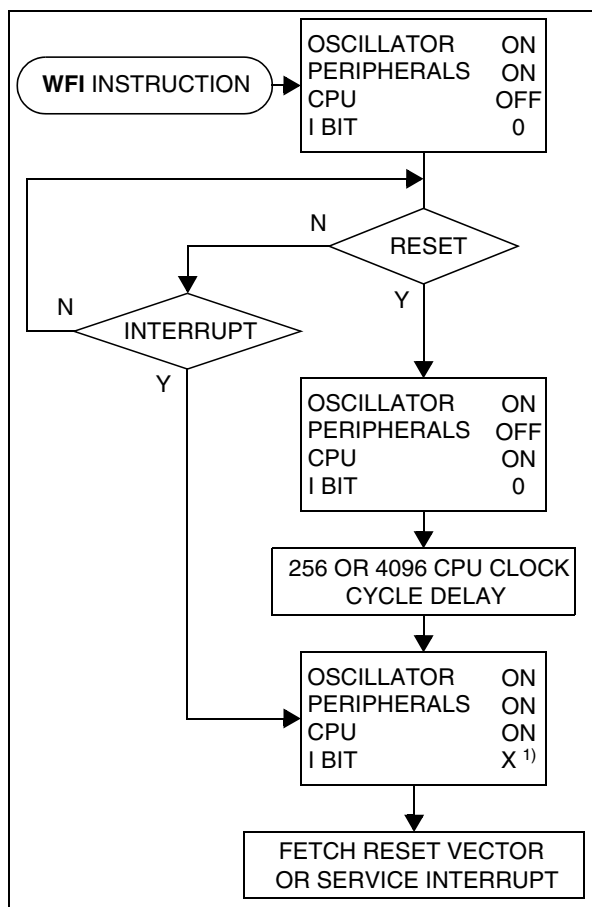 WFI INSTRUCTION
OSCILLATOR ON
PERIPHERALS ON
CPU OFF
I BIT 0
N
RESET
Y
N
INTERRUPT
Y
OSCILLATOR ON
PERIPHERALS OFF
CPU ON
I BIT 0
256 OR 4096 CPU CLOCK
CYCLE DELAY
OSCILLATOR ON
PERIPHERALS ON
CPU ON
I BIT X 1)
FETCH RESET VECTOR
OR SERVICE INTERRUPT